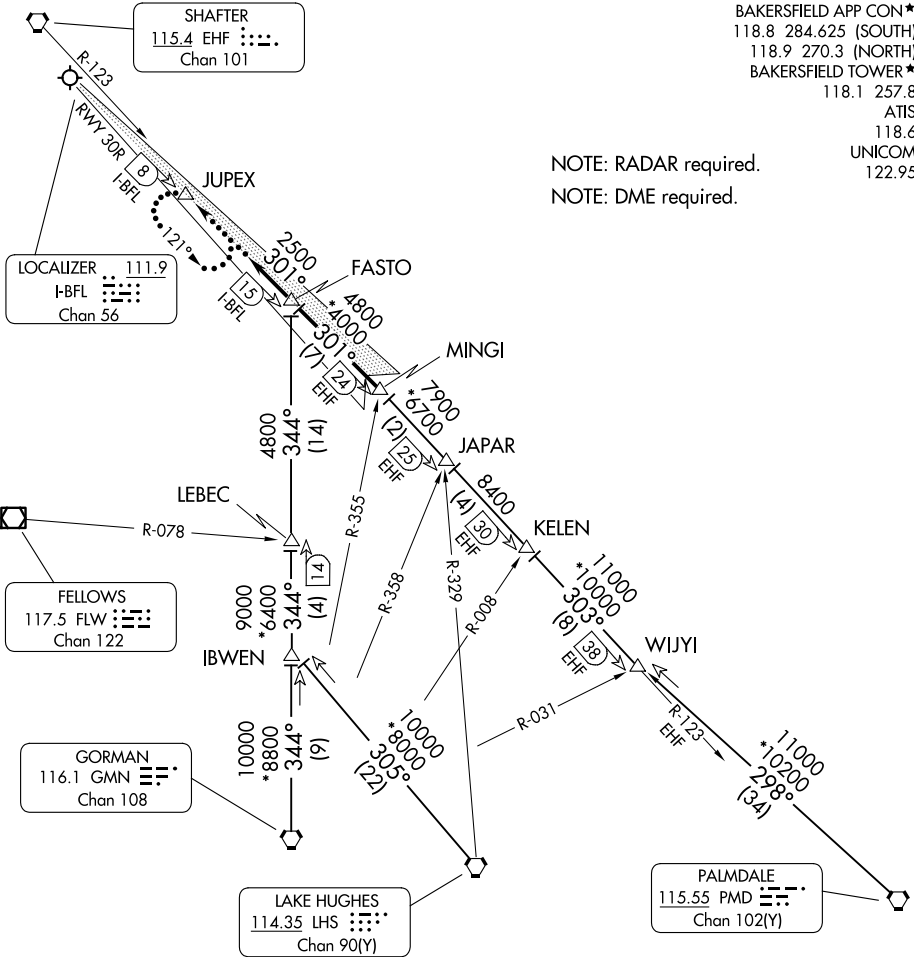 SHAFTER
115.4 EHF
Chan 101
BAKERSFIELD APP CON★
118.8 284.625 (SOUTH)
118.9 270.3 (NORTH)
BAKERSFIELD TOWER★
118.1 257.8
ATIS
118.6
UNICOM
122.95
NOTE: RADAR required.
NOTE: DME required.
R-123
RWY 30R
8
I-BFL
JUPEX
121°
LOCALIZER 111.9
I-BFL
Chan 56
2500
301°
FASTO
15
I-BFL
4800
*4000
301°
(7)
24
EHF
MINGI
7900
*6700
(2)
25
EHF
JAPAR
8400
(4)
30
EHF
KELEN
4800
344°
(14)
LEBEC
R-078
14
FELLOWS
117.5 FLW
Chan 122
9000
*6400
344°
(4)
R-355
R-358
R-329
R-008
11000
*10000
303°
(8)
38
EHF
WIJYI
IBWEN
R-031
R-123
EHF
10000
*8800
344°
(9)
10000
*8000
305°
(22)
11000
*10200
298°
(34)
GORMAN
116.1 GMN
Chan 108
LAKE HUGHES
114.35 LHS
Chan 90(Y)
PALMDALE
115.55 PMD
Chan 102(Y)